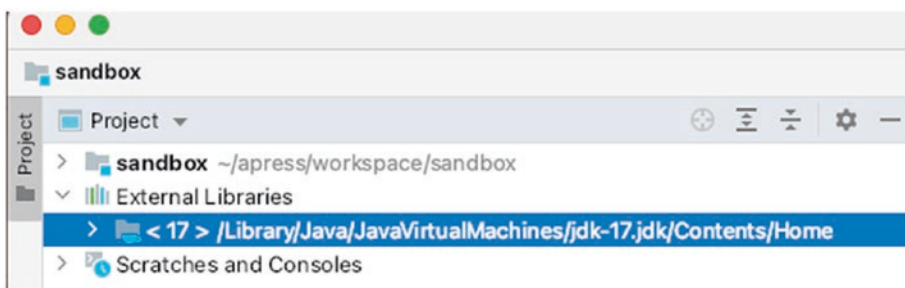 sandbox
Project
Project
sandbox ~/apress/workspace/sandbox
External Libraries
< 17 > /Library/Java/JavaVirtualMachines/jdk-17.jdk/Contents/Home
Scratches and Consoles